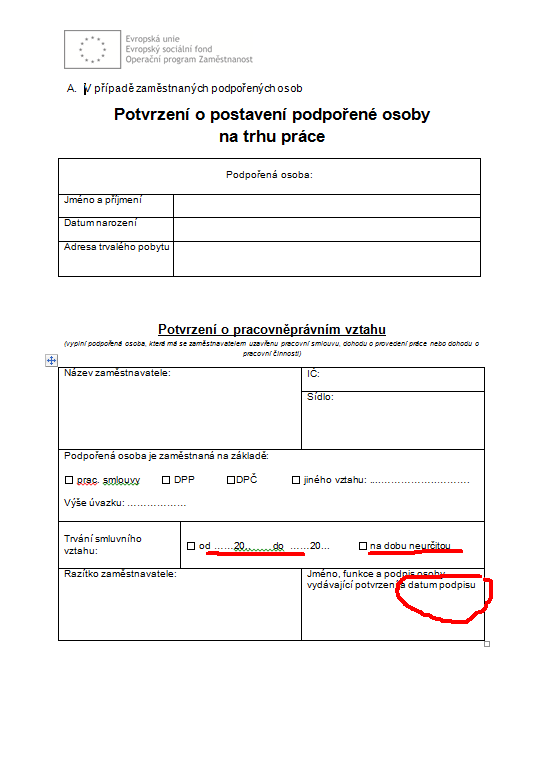 Evropská unie
Evropský sociální fond
Operační program Zaměstnanost
A. V případě zaměstnaných podpořených osob
Potvrzení o postavení podpořené osoby
na trhu práce
Podpořená osoba:
Jméno a příjmení
Datum narození
Adresa trvalého pobytu
Potvrzení o pracovněprávním vztahu
(vyplní podpořená osoba, která má se zaměstnavatelem uzavřenu pracovní smlouvu, dohodu o provedení práce nebo dohodu o
pracovní činnosti)
Název zaměstnavatele:
IČ:
Sídlo:
Podpořená osoba je zaměstnaná na základě:
☐ prac. smlouvy ☐ DPP ☐ DPČ ☐ jiného vztahu: ………………………
Výše úvazku: ………………
Trvání smluvního
vztahu:
☐ od ……20……do ……20… ☐ na dobu neurčitou
Razítko zaměstnavatele:
Jméno, funkce a podpis osoby
vydávající potvrzení a datum podpisu